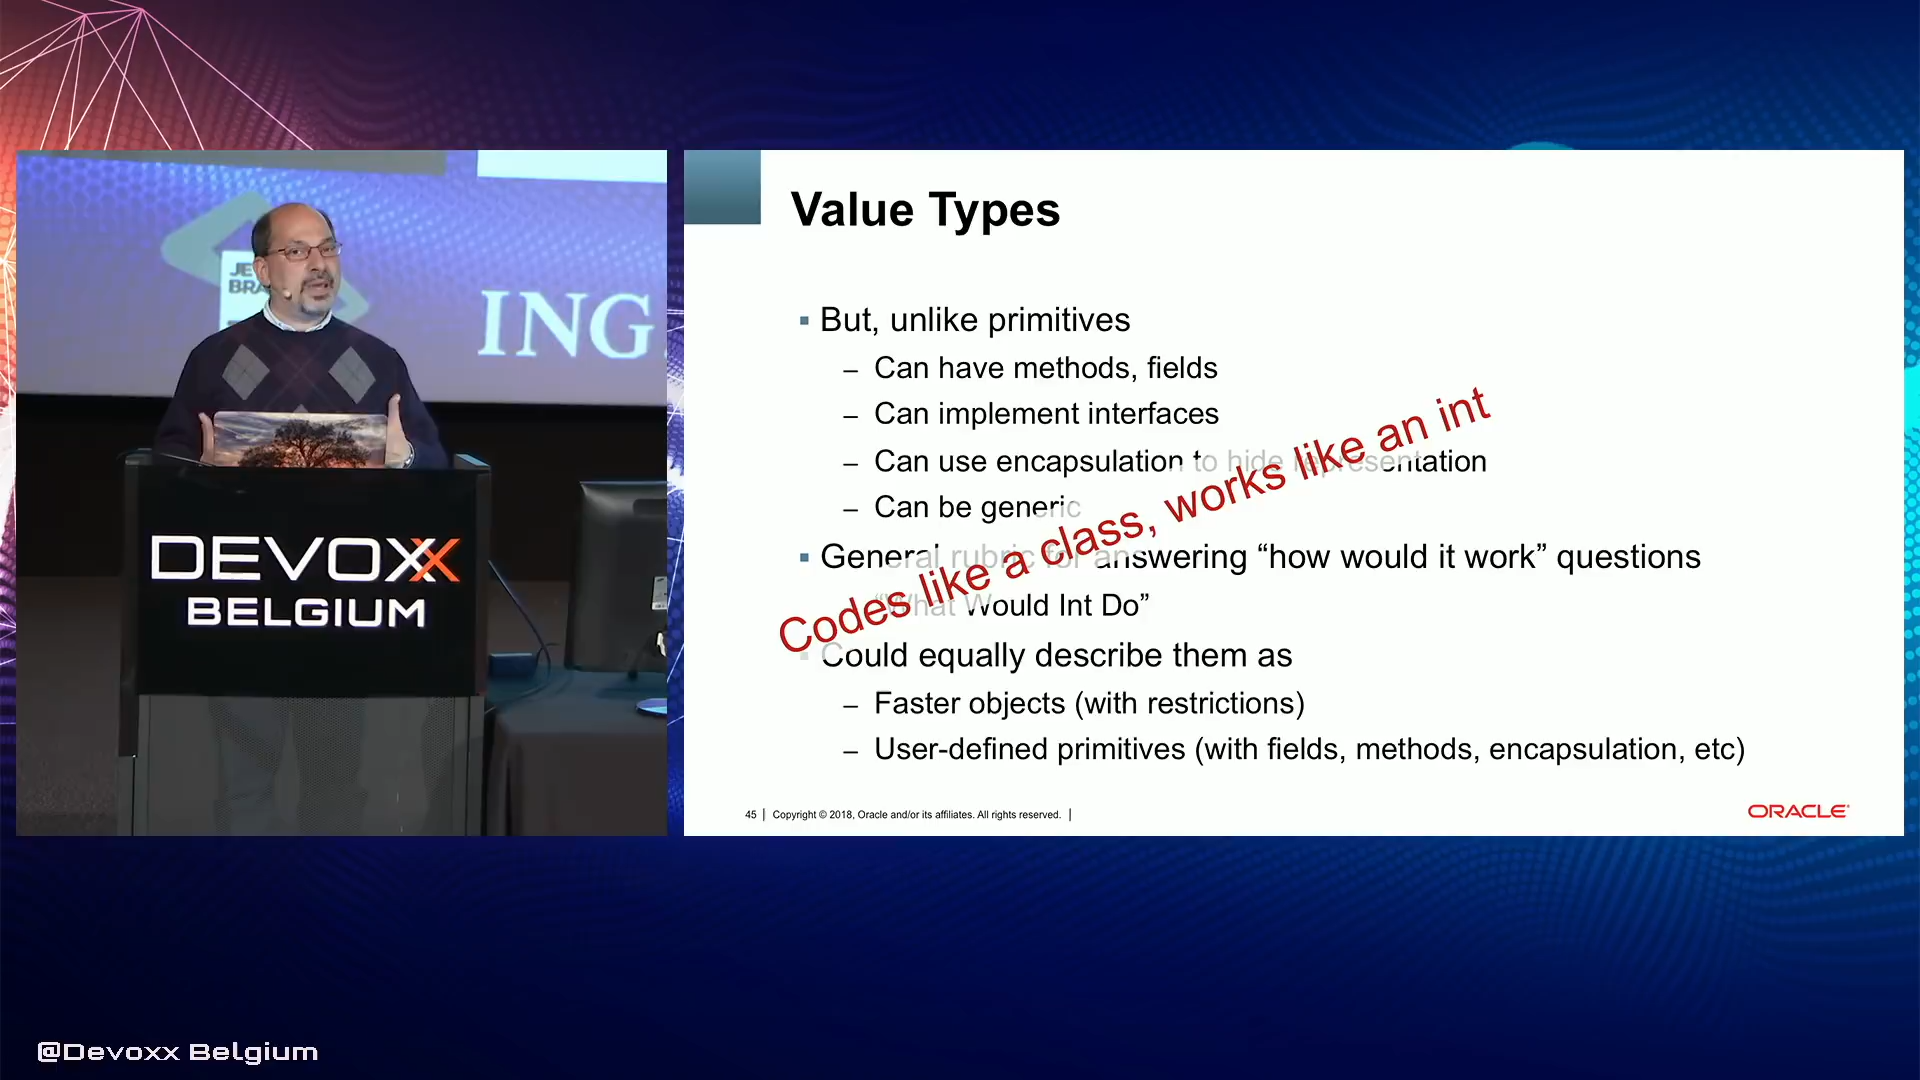 JE
BRA
ING
DEVOXX
BELGIUM
Value Types
▪ But, unlike primitives
– Can have methods, fields
– Can implement interfaces
– Can use encapsulation to hide representation
– Can be generic
▪ General rubric for answering “how would it work” questions
“What Would Int Do”
▪ Could equally describe them as
– Faster objects (with restrictions)
– User-defined primitives (with fields, methods, encapsulation, etc)
Codes like a class, works like an int
45 | Copyright © 2018, Oracle and/or its affiliates. All rights reserved. |
ORACLE
@Devoxx Belgium